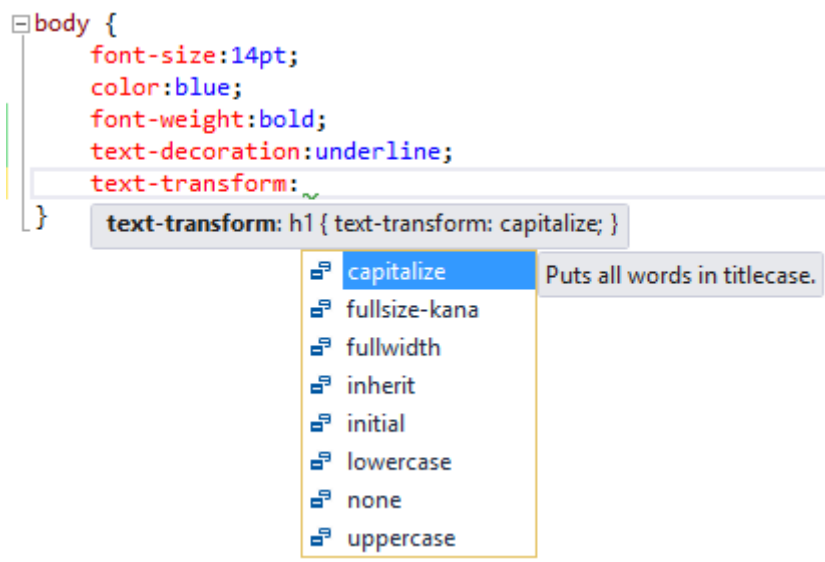 body {
font-size:14pt;
color:blue;
font-weight:bold;
text-decoration:underline;
text-transform:
}
text-transform: h1 { text-transform: capitalize; }
capitalize
Puts all words in titlecase.
fullsize-kana
fullwidth
inherit
initial
lowercase
none
uppercase